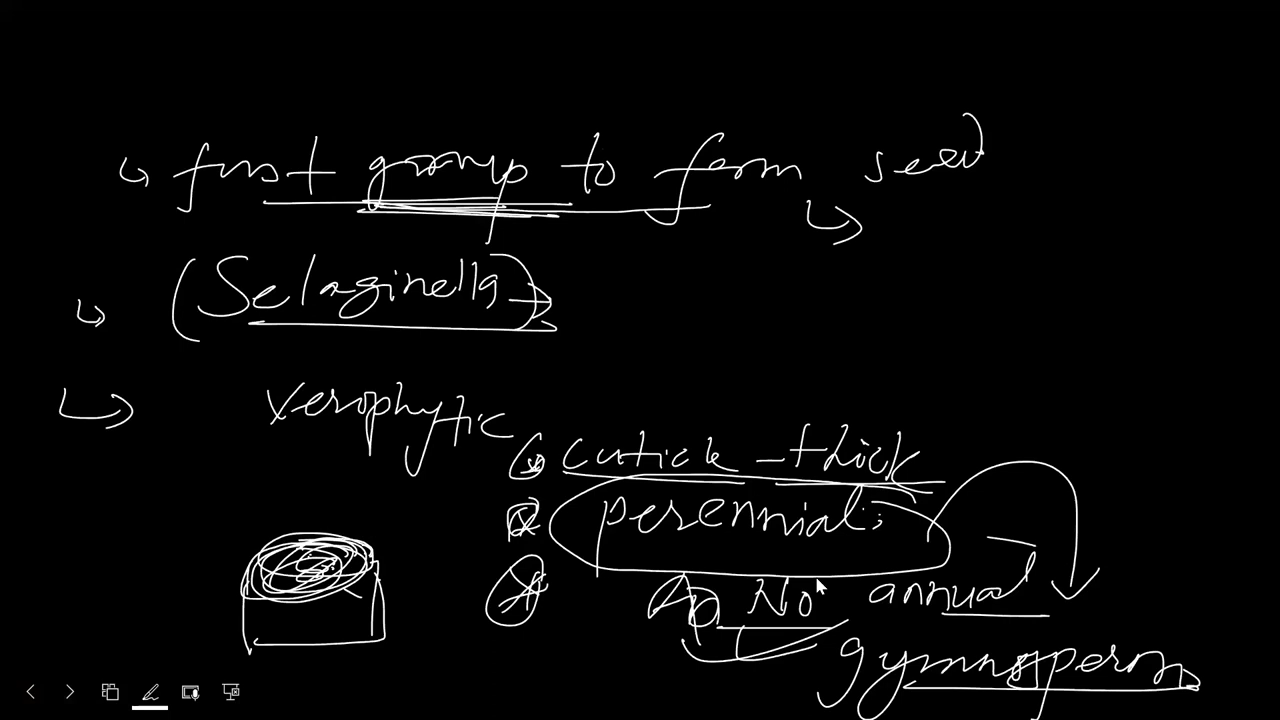 first group to form seed
(Selaginella)
Xerophytic
cuticle - thick
perennial
No annual
gymnosperm